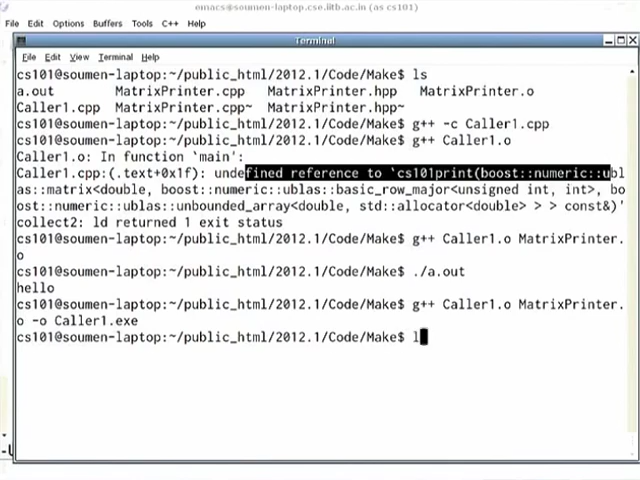 emacs@soumen-laptop.cse.iitb.ac.in (as cs101)
File Edit Options Buffers Tools C++ Help
Terminal
File Edit View Terminal Help
cs101@soumen-laptop:~/public_html/2012.1/Code/Make$ ls
a.out MatrixPrinter.cpp MatrixPrinter.hpp MatrixPrinter.o
Caller1.cpp MatrixPrinter.cpp~ MatrixPrinter.hpp~
cs101@soumen-laptop:~/public_html/2012.1/Code/Make$ g++ -c Caller1.cpp
cs101@soumen-laptop:~/public_html/2012.1/Code/Make$ g++ Caller1.o
Caller1.o: In function `main':
Caller1.cpp:(.text+0x1f): undefined reference to `cs101print(boost::numeric::ubl
as::matrix<double, boost::numeric::ublas::basic_row_major<unsigned int, int>, bo
ost::numeric::ublas::unbounded_array<double, std::allocator<double> > > const&)'
collect2: ld returned 1 exit status
cs101@soumen-laptop:~/public_html/2012.1/Code/Make$ g++ Caller1.o MatrixPrinter.
o
cs101@soumen-laptop:~/public_html/2012.1/Code/Make$ ./a.out
hello
cs101@soumen-laptop:~/public_html/2012.1/Code/Make$ g++ Caller1.o MatrixPrinter.
o -o Caller1.exe
cs101@soumen-laptop:~/public_html/2012.1/Code/Make$ l